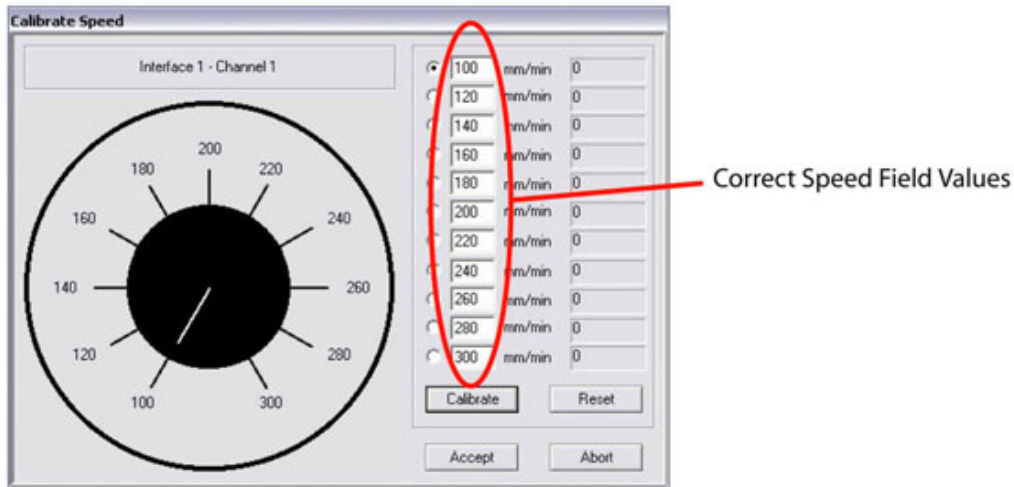 Calibrate Speed
Interface 1 - Channel 1
200
180
220
160
240
140
260
120
280
100
300
100 mm/min 0
120 mm/min 0
140 mm/min 0
160 mm/min 0
180 mm/min 0
200 mm/min 0
220 mm/min 0
240 mm/min 0
260 mm/min 0
280 mm/min 0
300 mm/min 0
Calibrate Reset
Accept Abort
Correct Speed Field Values